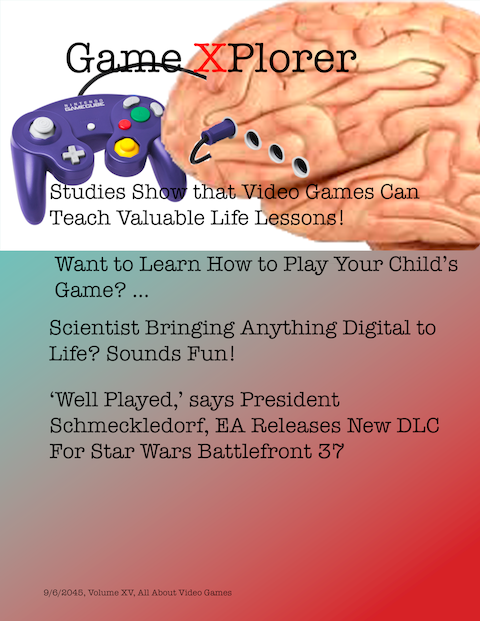 Game XPlorer
NINTENDO
GAMECUBE
Studies Show that Video Games Can
Teach Valuable Life Lessons!
Want to Learn How to Play Your Child's
Game? ...
Scientist Bringing Anything Digital to
Life? Sounds Fun!
‘Well Played,’ says President
Schmeckledorf, EA Releases New DLC
For Star Wars Battlefront 37
9/6/2045, Volume XV, All About Video Games